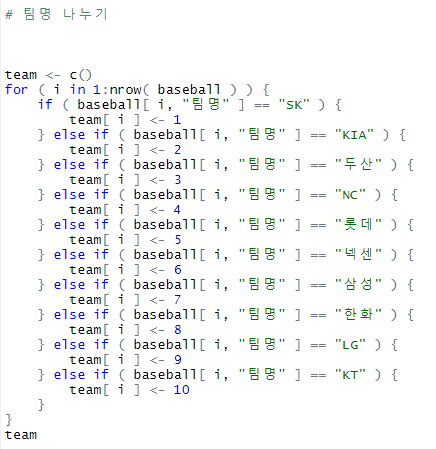 # 팀명 나누기
team <- c()
for ( i in 1:nrow( baseball ) ) {
    if ( baseball[ i, "팀명" ] == "SK" ) {
        team[ i ] <- 1
    } else if ( baseball[ i, "팀명" ] == "KIA" ) {
        team[ i ] <- 2
    } else if ( baseball[ i, "팀명" ] == "두산" ) {
        team[ i ] <- 3
    } else if ( baseball[ i, "팀명" ] == "NC" ) {
        team[ i ] <- 4
    } else if ( baseball[ i, "팀명" ] == "롯데" ) {
        team[ i ] <- 5
    } else if ( baseball[ i, "팀명" ] == "넥센" ) {
        team[ i ] <- 6
    } else if ( baseball[ i, "팀명" ] == "삼성" ) {
        team[ i ] <- 7
    } else if ( baseball[ i, "팀명" ] == "한화" ) {
        team[ i ] <- 8
    } else if ( baseball[ i, "팀명" ] == "LG" ) {
        team[ i ] <- 9
    } else if ( baseball[ i, "팀명" ] == "KT" ) {
        team[ i ] <- 10
    }
}
team